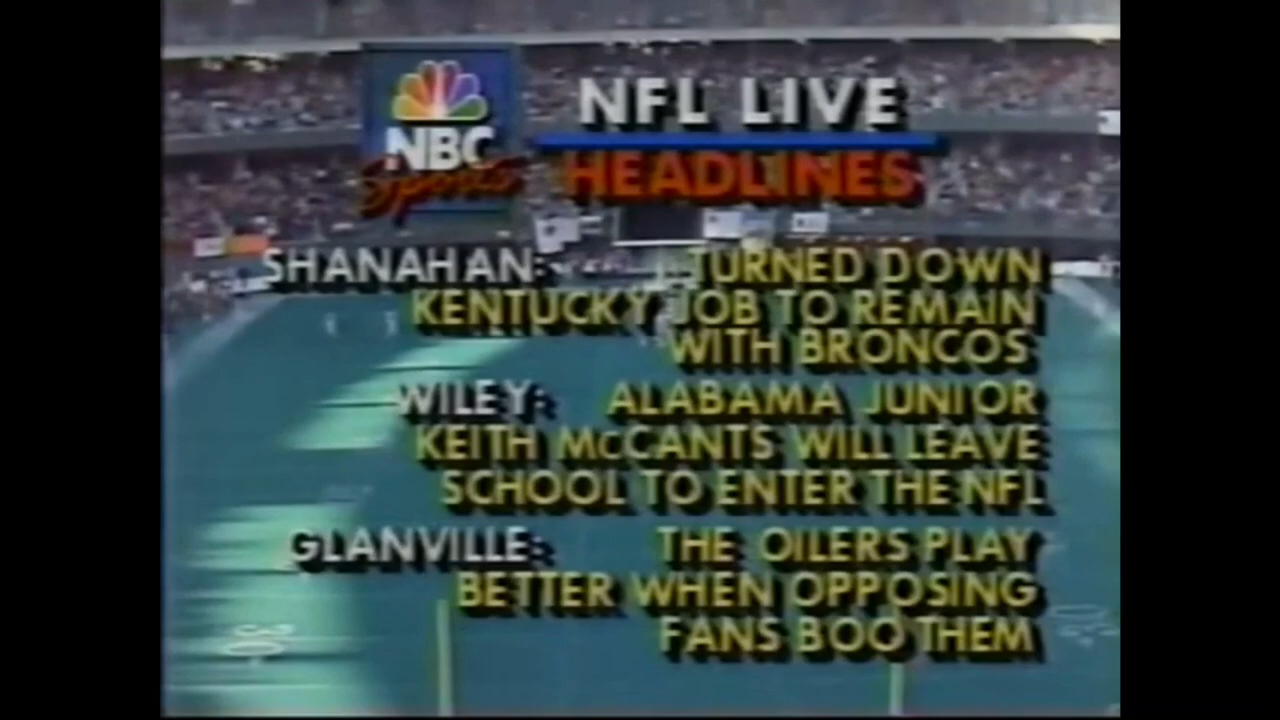 NBC
Sports
NFL LIVE
HEADLINES
SHANAHAN: TURNED DOWN
KENTUCKY JOB TO REMAIN
WITH BRONCOS
WILEY: ALABAMA JUNIOR
KEITH McCANTS WILL LEAVE
SCHOOL TO ENTER THE NFL
GLANVILLE: THE OILERS PLAY
BETTER WHEN OPPOSING
FANS BOO THEM